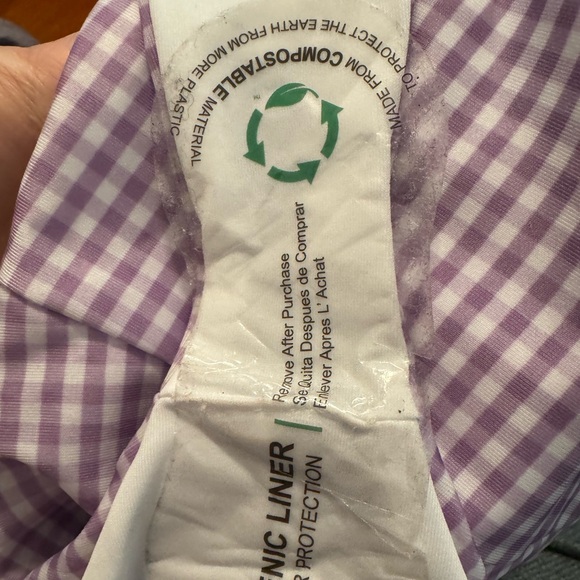 MADE FROM COMPOSTABLE MATERIAL
TO PROTECT THE EARTH FROM MORE PLASTIC
Remove After Purchase
Se Quita Despues de Comprar
Enlever Apres L' Achat
ENIC LINER
R PROTECTION